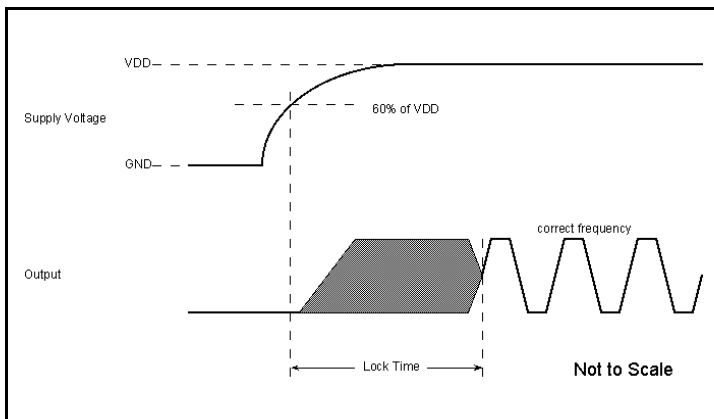 VDD
60% of VDD
Supply Voltage
GND
correct frequency
Output
Lock Time
Not to Scale